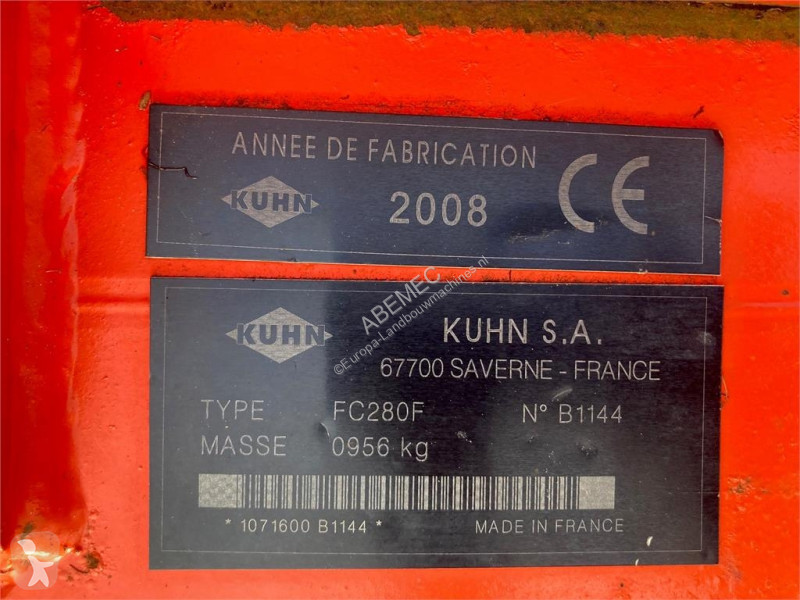 ANNEE DE FABRICATION
KUHN
2008
CE
KUHN
KUHN S.A.
67700 SAVERNE - FRANCE
TYPE FC280F N° B1144
MASSE 0956 kg
* 1071600 B1144 *
MADE IN FRANCE
ABEMEC
©Europa-Landbouwmachines.nl